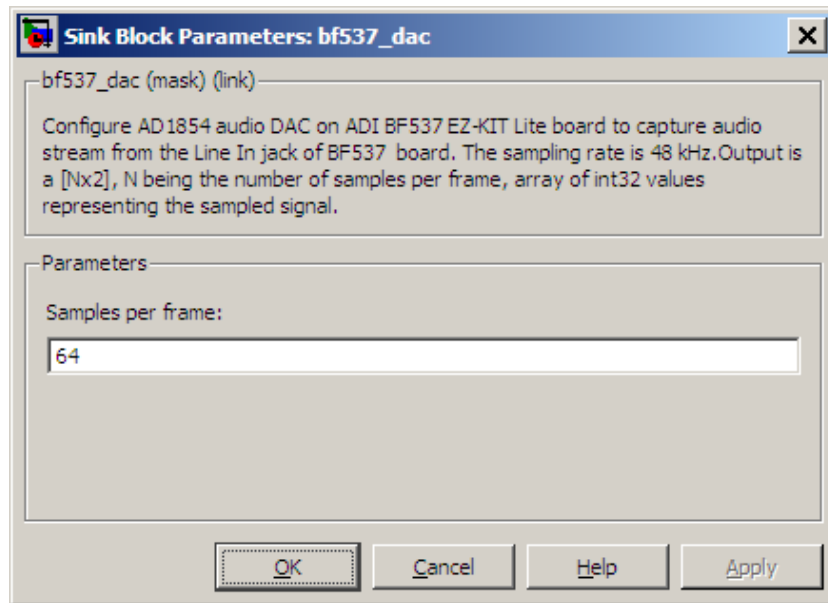 Sink Block Parameters: bf537_dac
bf537_dac (mask) (link)
Configure AD1854 audio DAC on ADI BF537 EZ-KIT Lite board to capture audio
stream from the Line In jack of BF537  board. The sampling rate is 48 kHz.Output is
a [Nx2], N being the number of samples per frame, array of int32 values
representing the sampled signal.
Parameters
Samples per frame:
64
OK Cancel Help Apply